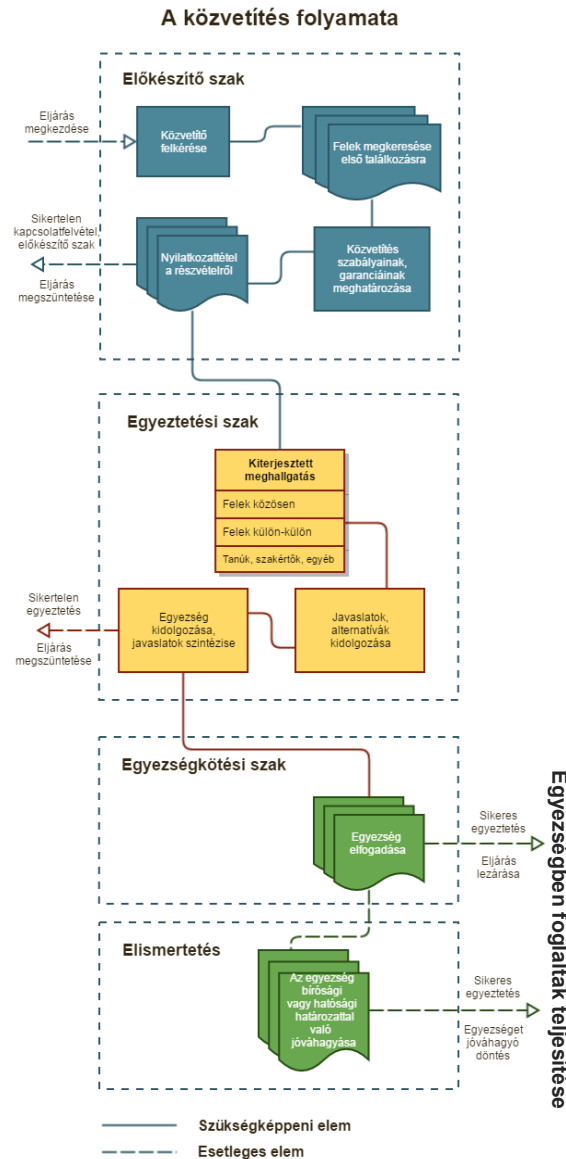 A közvetítés folyamata
Előkészítő szak
Eljárás
megkezdése
Közvetítő
felkérése
Felek megkeresése
első találkozásra
Sikertelen
kapcsolatfelvétel,
előkészítő szak
Eljárás
megszüntetése
Nyilatkozattétel
a részvételről
Közvetítés
szabályainak,
garanciáinak
meghatározása
Egyeztetési szak
Kiterjesztett
meghallgatás
Felek közösen
Felek külön-külön
Tanúk, szakértők, egyéb
Sikertelen
egyeztetés
Eljárás
megszüntetése
Egyezség
kidolgozása,
javaslatok szintézise
Javaslatok,
alternatívák
kidolgozása
Egyezségkötési szak
Egyezség
elfogadása
Sikeres
egyeztetés
Eljárás
lezárása
Elismertetés
Az egyezség
bírósági
vagy hatósági
határozattal
való
jóváhagyása
Sikeres
egyeztetés
Egyezséget
jóváhagyó
döntés
Egyezségben foglaltak teljesítése
Szükségképpeni elem
Esetleges elem